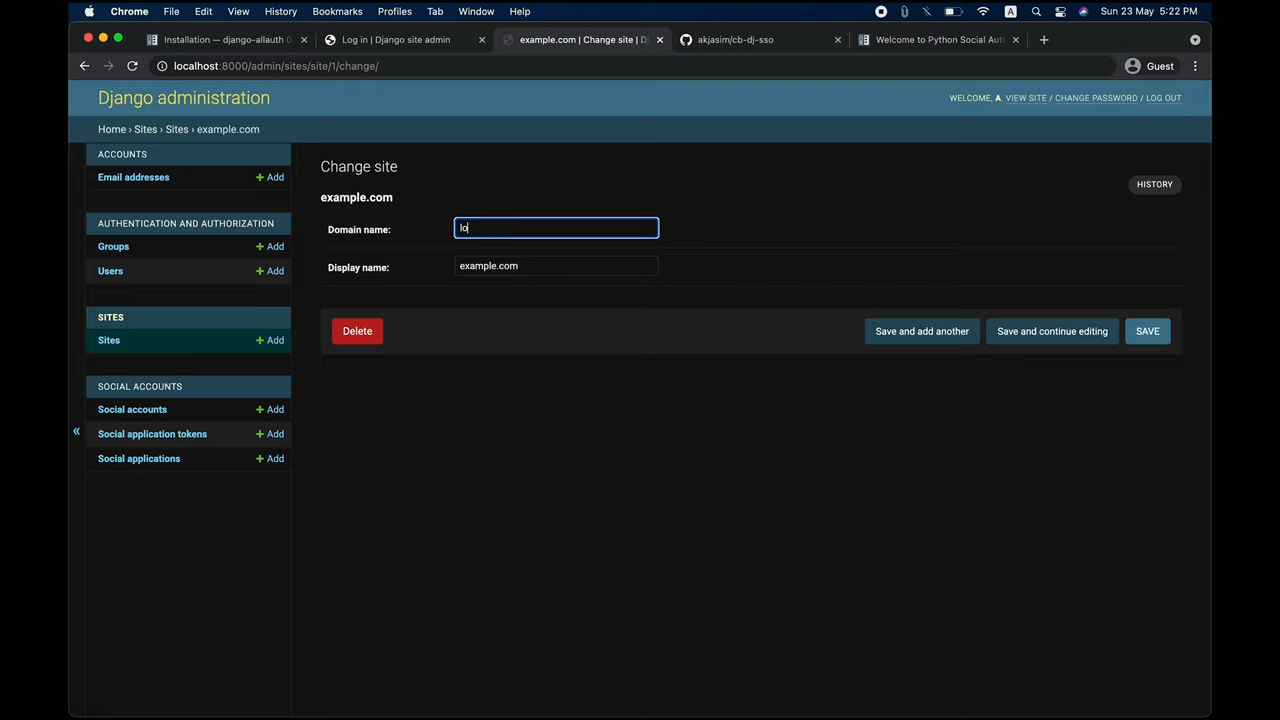 Chrome File Edit View History Bookmarks Profiles Tab Window Help A Sun 23 May 5:22 PM
Installation — django-allauth 0 Log in | Django site admin example.com | Change site | Dj akjasim/cb-dj-sso Welcome to Python Social Aut
localhost:8000/admin/sites/site/1/change/ Guest
Django administration
WELCOME, A. VIEW SITE / CHANGE PASSWORD / LOG OUT
Home › Sites › Sites › example.com
ACCOUNTS
Email addresses + Add
AUTHENTICATION AND AUTHORIZATION
Groups + Add
Users + Add
SITES
Sites + Add
SOCIAL ACCOUNTS
Social accounts + Add
Social application tokens + Add
Social applications + Add
«
Change site
HISTORY
example.com
Domain name: lo
Display name: example.com
Delete Save and add another Save and continue editing SAVE